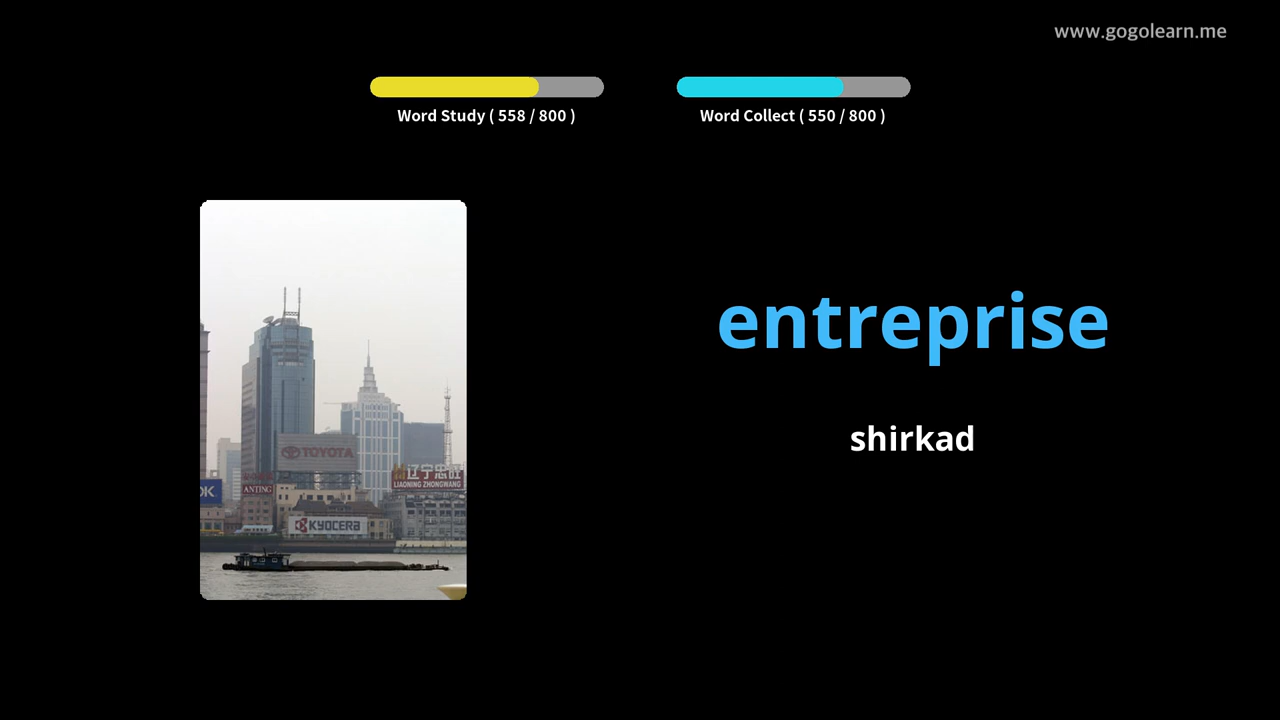 www.gogolearn.me
Word Study ( 558 / 800 )
Word Collect ( 550 / 800 )
entreprise
shirkad
TOYOTA
辽宁忠旺
LIAONING ZHONGWANG
OK
ANTING
KYOCERA